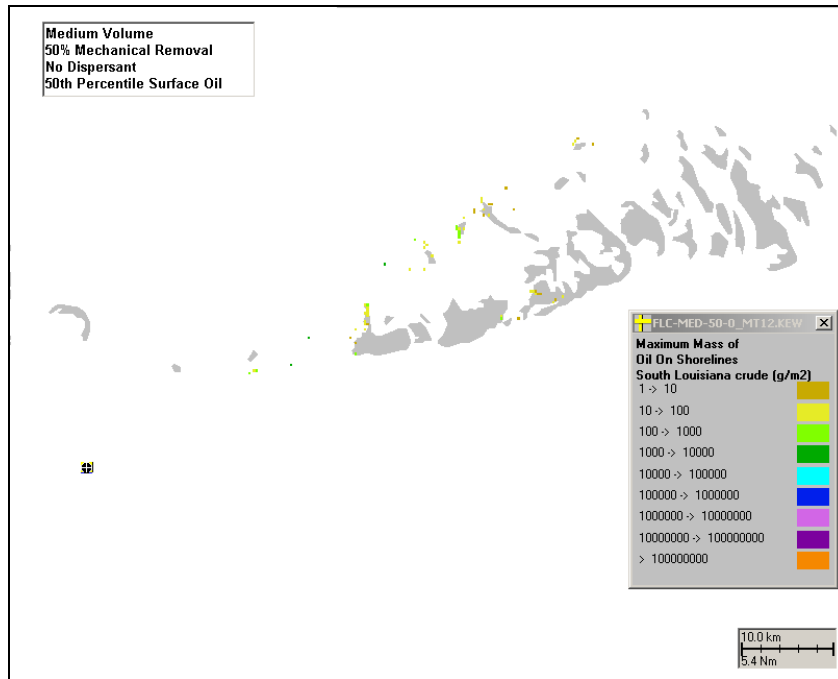 Medium Volume
50% Mechanical Removal
No Dispersant
50th Percentile Surface Oil
FLC-MED-50-0_MT12.KEW
Maximum Mass of
Oil On Shorelines
South Louisiana crude (g/m2)
1 -> 10
10 -> 100
100 -> 1000
1000 -> 10000
10000 -> 100000
100000 -> 1000000
1000000 -> 10000000
10000000 -> 100000000
> 100000000
10.0 km
5.4 Nm